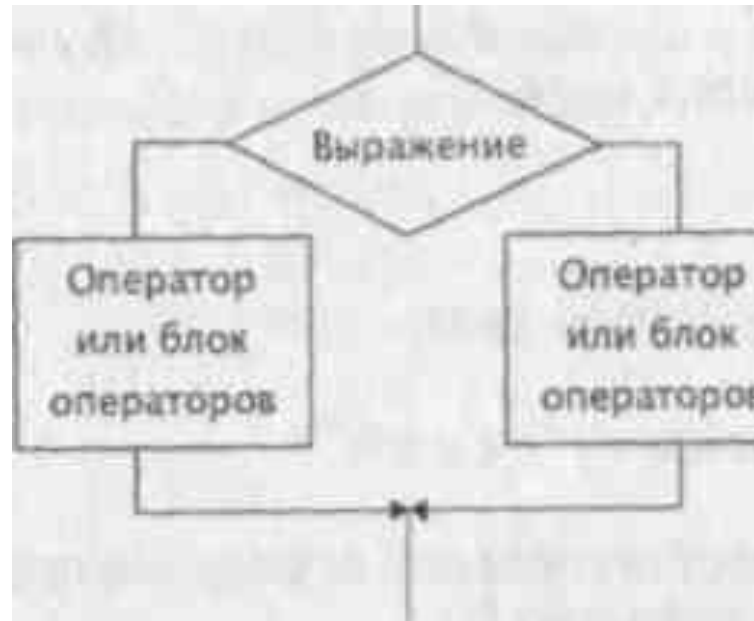 Выражение
Оператор
или блок
операторов
Оператор
или блок
операторов